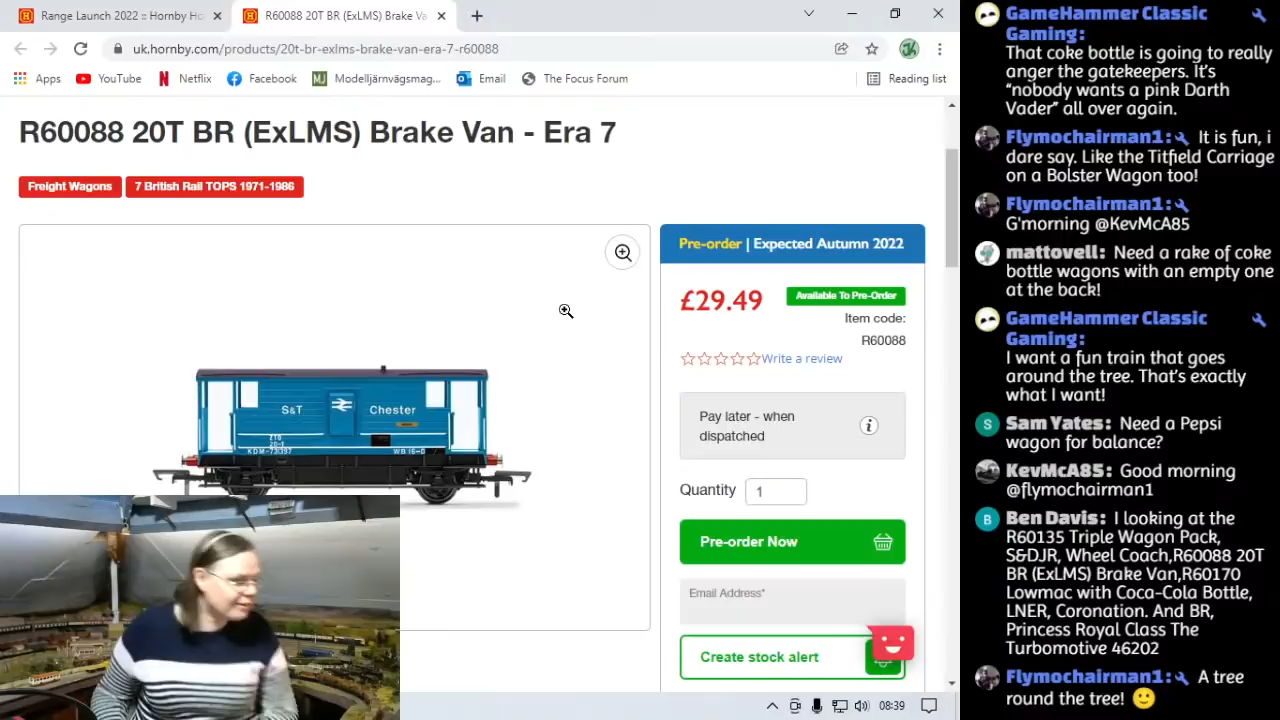 Range Launch 2022 :: Hornby Ho
R60088 20T BR (ExLMS) Brake Va
uk.hornby.com/products/20t-br-exlms-brake-van-era-7-r60088
Apps
YouTube
Netflix
Facebook
Modelljärnvägsmag...
Email
The Focus Forum
Reading list
R60088 20T BR (ExLMS) Brake Van - Era 7
Freight Wagons
7 British Rail TOPS 1971-1986
S&T
Chester
20-T
KDM-731397
Pre-order | Expected Autumn 2022
£29.49
Available To Pre-Order
Item code:
R60088
Write a review
Pay later - when
dispatched
Quantity
1
Pre-order Now
Email Address*
Create stock alert
08:39
GameHammer Classic
Gaming:
That coke bottle is going to really
anger the gatekeepers. It's
"nobody wants a pink Darth
Vader" all over again.
Flymochairman1: It is fun, i
dare say. Like the Titfield Carriage
on a Bolster Wagon too!
Flymochairman1:
G'morning @KevMcA85
mattovell: Need a rake of coke
bottle wagons with an empty one
at the back!
GameHammer Classic
Gaming:
I want a fun train that goes
around the tree. That's exactly
what I want!
S
Sam Yates: Need a Pepsi
wagon for balance?
KevMcA85: Good morning
@flymochairman1
B
Ben Davis: I looking at the
R60135 Triple Wagon Pack,
S&DJR, Wheel Coach,R60088 20T
BR (ExLMS) Brake Van,R60170
Lowmac with Coca-Cola Bottle,
LNER, Coronation. And BR,
Princess Royal Class The
Turbomotive 46202
Flymochairman1: A tree
round the tree!